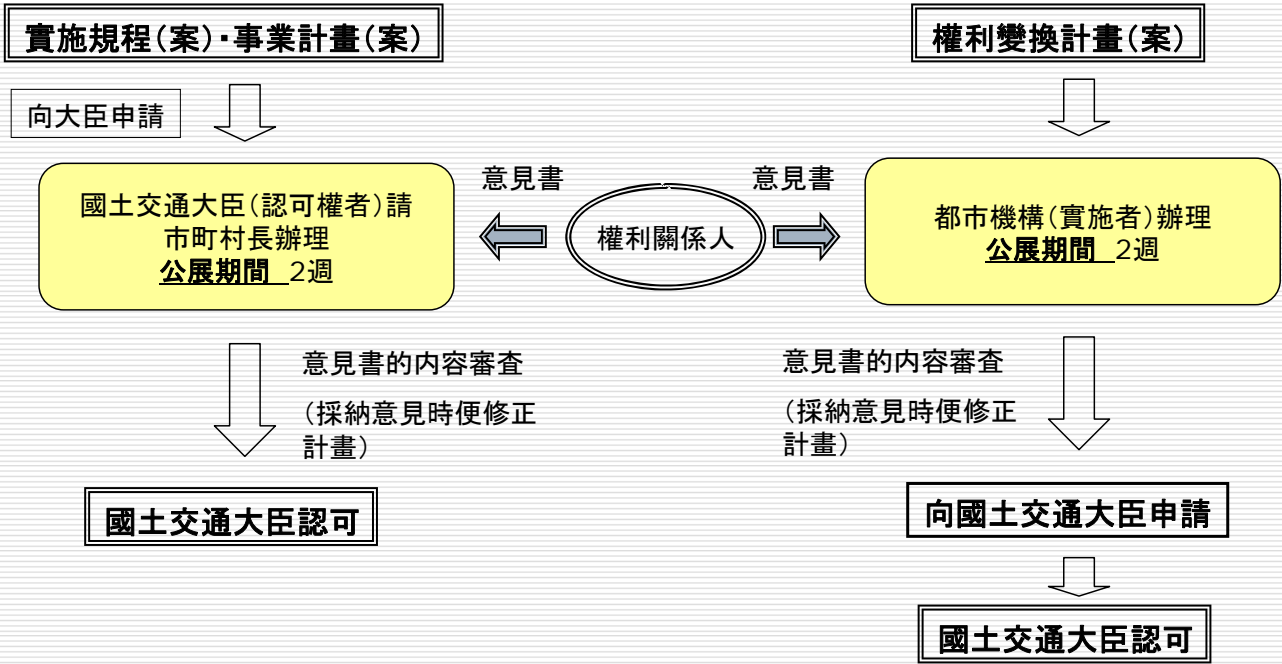 實施規程(案)・事業計畫(案)
向大臣申請
國土交通大臣(認可權者)請
市町村長辦理
公展期間 2週
意見書的內容審查
(採納意見時便修正
計畫)
國土交通大臣認可
意見書
權利關係人
意見書
權利變換計畫(案)
都市機構(實施者)辦理
公展期間 2週
意見書的內容審查
(採納意見時便修正
計畫)
向國土交通大臣申請
國土交通大臣認可